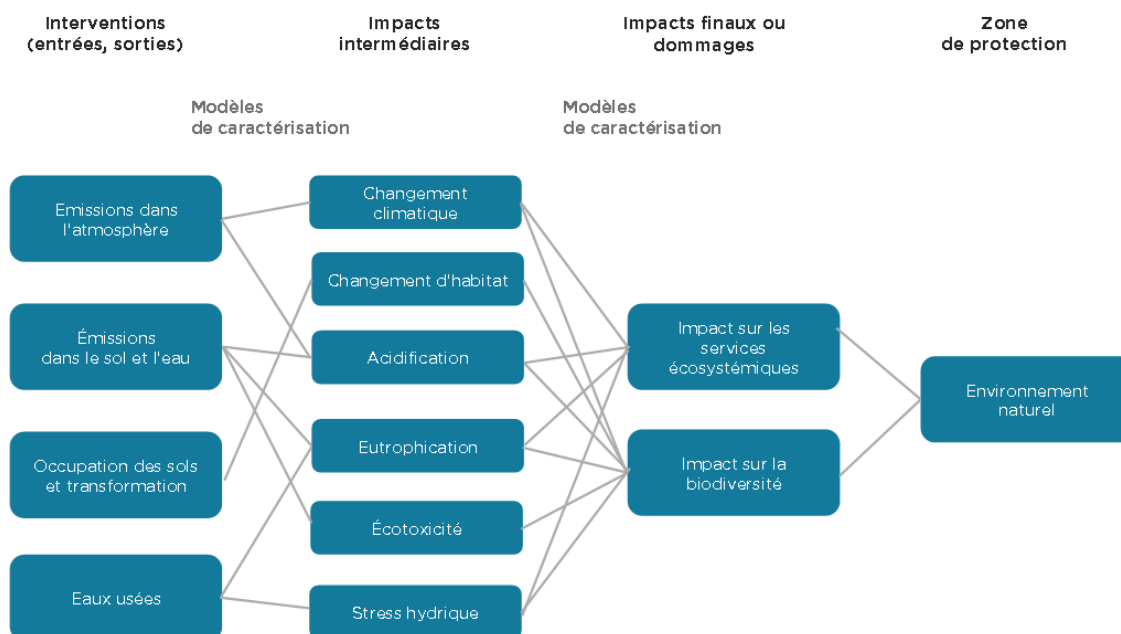 Interventions
(entrées, sorties)
Impacts
intermédiaires
Impacts finaux ou
dommages
Zone
de protection
Modèles
de caractérisation
Modèles
de caractérisation
Emissions dans
l'atmosphère
Émissions
dans le sol et l'eau
Occupation des sols
et transformation
Eaux usées
Changement
climatique
Changement d'habitat
Acidification
Eutrophication
Écotoxicité
Stress hydrique
Impact sur les
services
écosystémiques
Impact sur la
biodiversité
Environnement
naturel